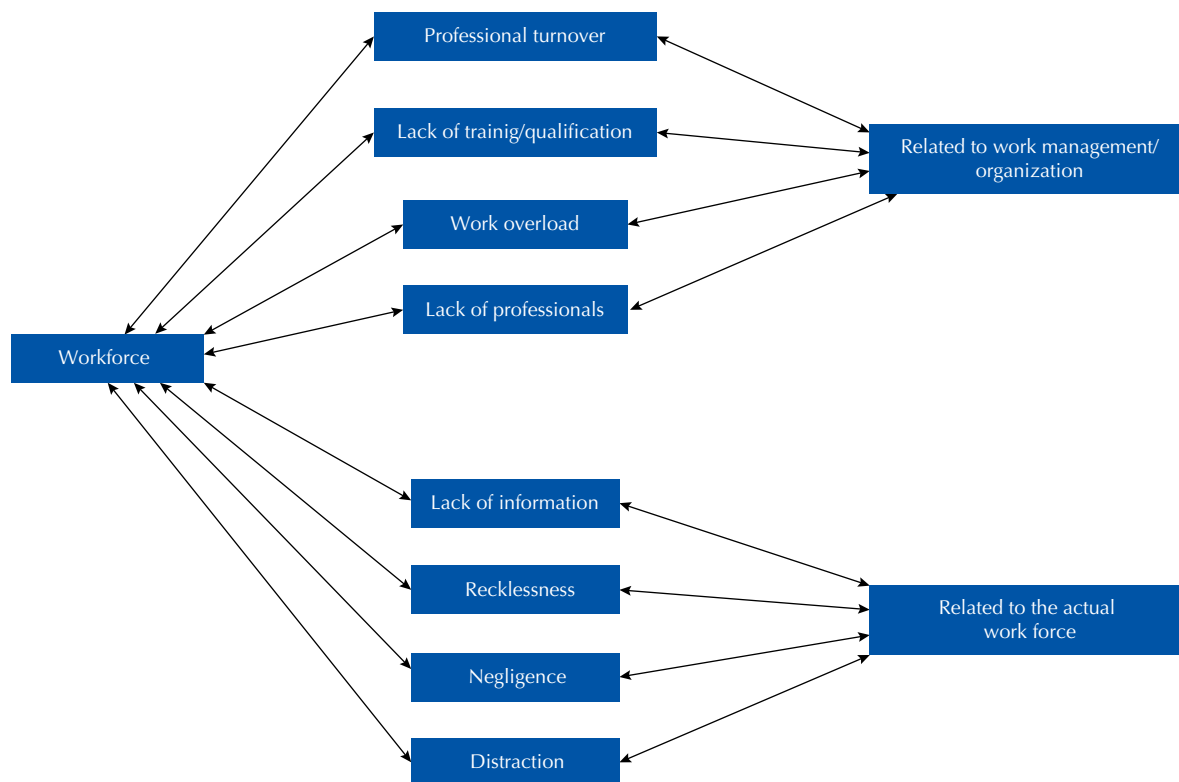 Professional turnover
Lack of trainig/qualification
Related to work management/
organization
Work overload
Lack of professionals
Workforce
Lack of information
Recklessness
Related to the actual
work force
Negligence
Distraction